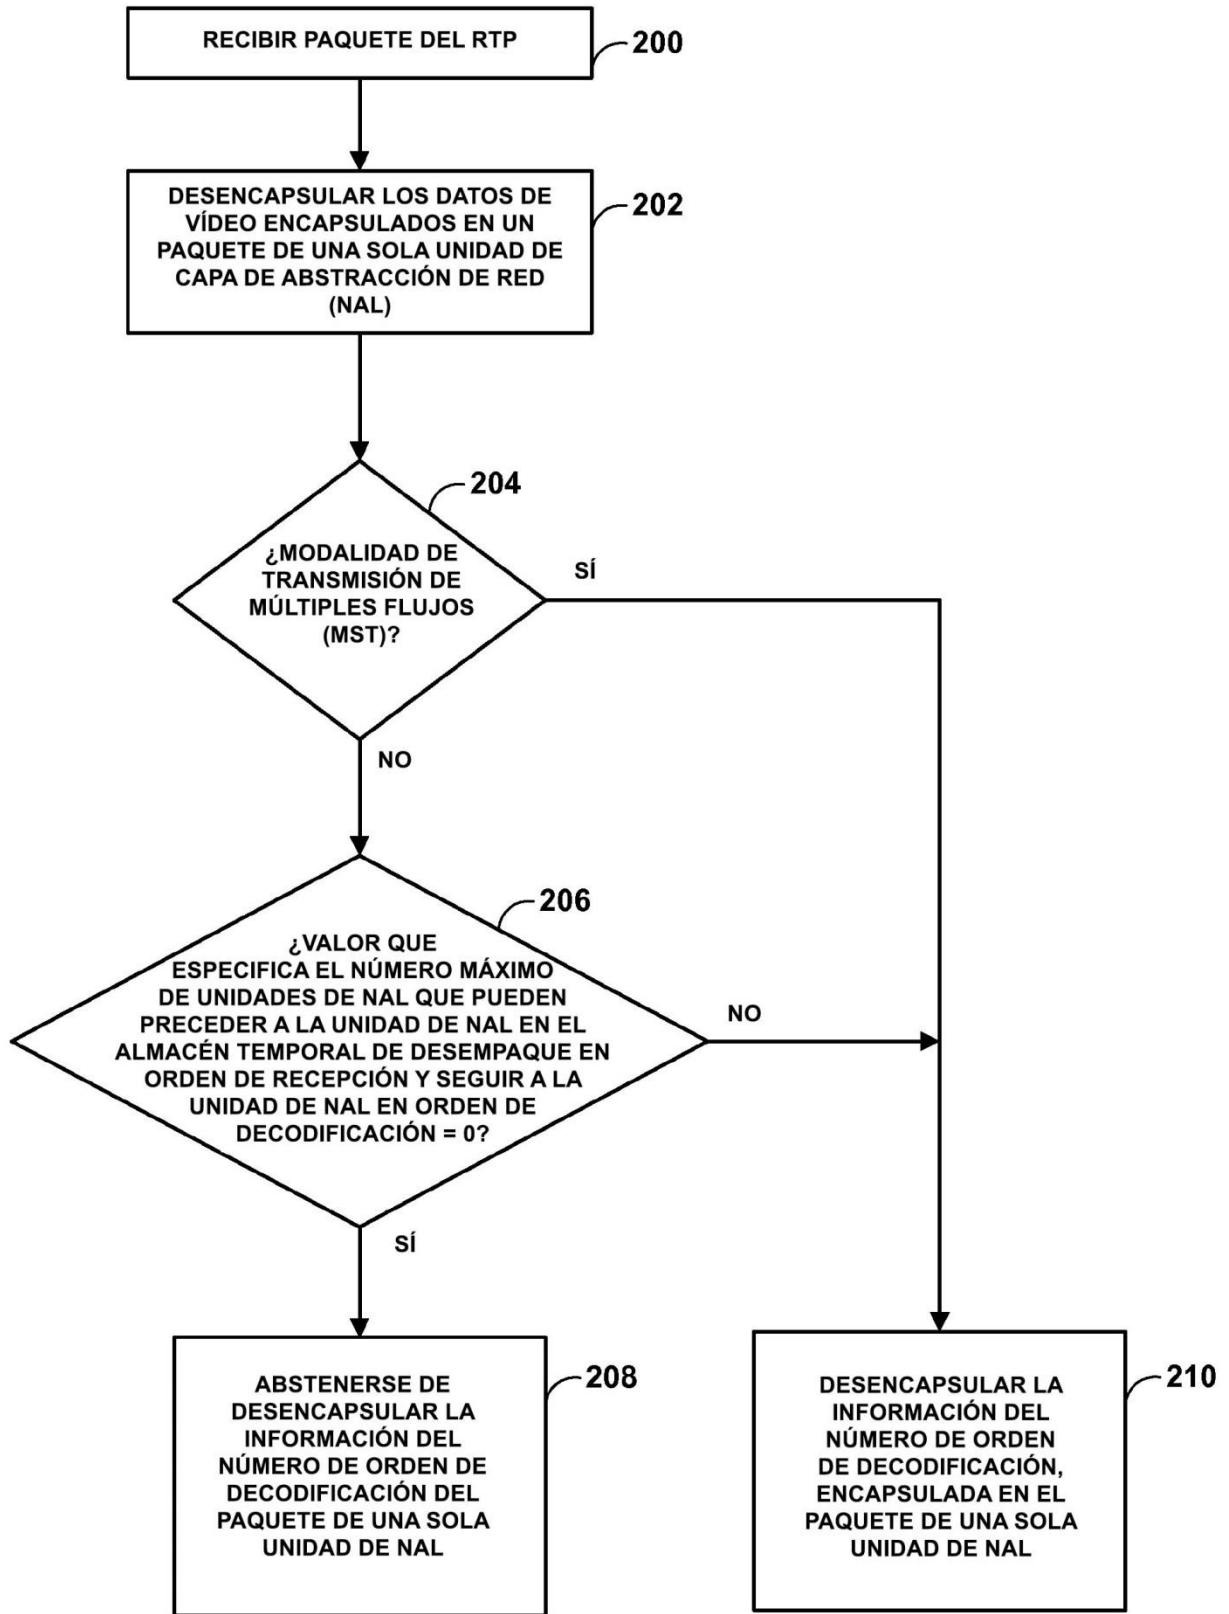 RECIBIR PAQUETE DEL RTP
200
DESENCAPSULAR LOS DATOS DE
VÍDEO ENCAPSULADOS EN UN
PAQUETE DE UNA SOLA UNIDAD DE
CAPA DE ABSTRACCIÓN DE RED
(NAL)
202
204
¿MODALIDAD DE
TRANSMISIÓN DE
MÚLTIPLES FLUJOS
(MST)?
SÍ
NO
206
¿VALOR QUE
ESPECIFICA EL NÚMERO MÁXIMO
DE UNIDADES DE NAL QUE PUEDEN
PRECEDER A LA UNIDAD DE NAL EN EL
ALMACÉN TEMPORAL DE DESEMPAQUE EN
ORDEN DE RECEPCIÓN Y SEGUIR A LA
UNIDAD DE NAL EN ORDEN DE
DECODIFICACIÓN = 0?
NO
SÍ
ABSTENERSE DE
DESENCAPSULAR LA
INFORMACIÓN DEL
NÚMERO DE ORDEN DE
DECODIFICACIÓN DEL
PAQUETE DE UNA SOLA
UNIDAD DE NAL
208
DESENCAPSULAR LA
INFORMACIÓN DEL
NÚMERO DE ORDEN
DE DECODIFICACIÓN,
ENCAPSULADA EN EL
PAQUETE DE UNA SOLA
UNIDAD DE NAL
210